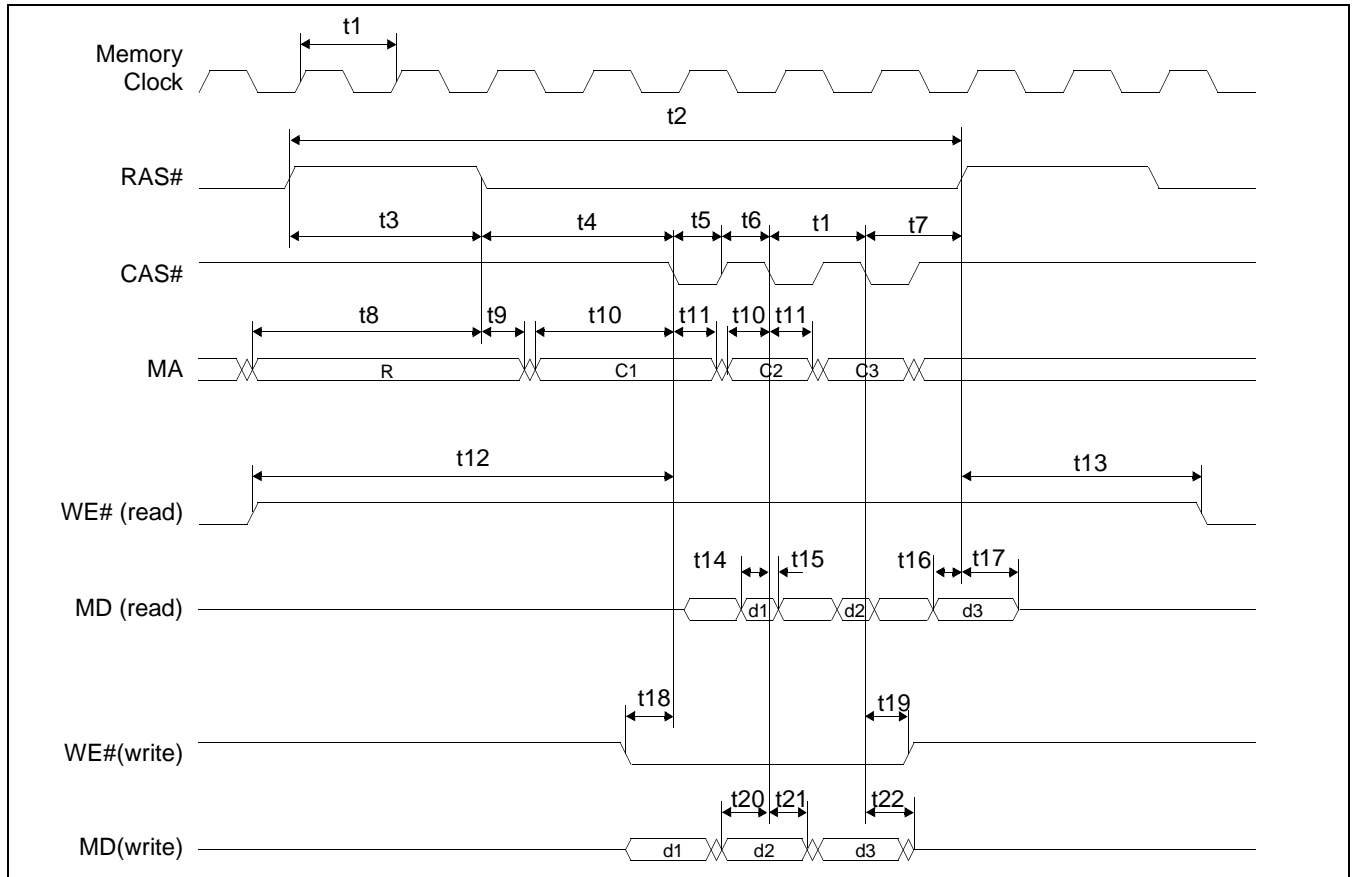 t1
Memory
Clock
t2
RAS#
t3 t4 t5 t6 t1 t7
CAS#
t8 t9 t10 t11 t10 t11
MA R C1 C2 C3
t12 t13
WE# (read)
t14 t15 t16 t17
MD (read) d1 d2 d3
t18 t19
WE#(write)
t20 t21 t22
MD(write) d1 d2 d3